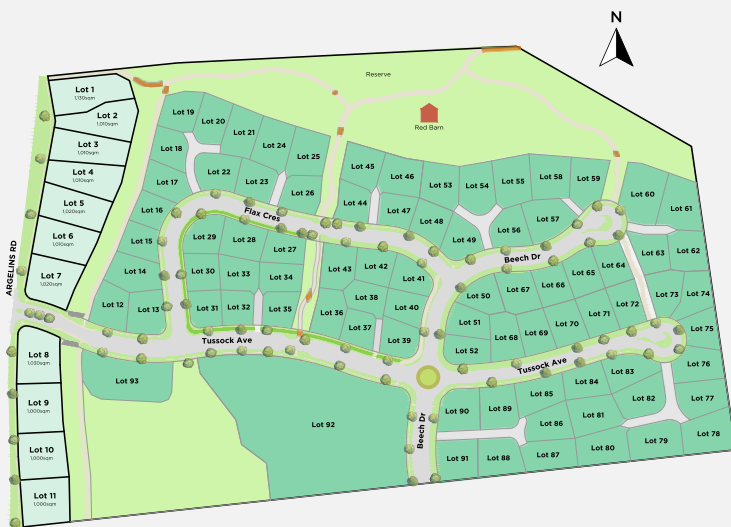 N
Reserve
Red Barn
ARGELINS RD
Flax Cres
Beech Dr
Tussock Ave
Tussock Ave
Beech Dr
Lot 1
1,130sqm
Lot 2
1,010sqm
Lot 3
1,010sqm
Lot 4
1,010sqm
Lot 5
1,020sqm
Lot 6
1,010sqm
Lot 7
1,020sqm
Lot 8
1,030sqm
Lot 9
1,000sqm
Lot 10
1,000sqm
Lot 11
1,000sqm
Lot 12
Lot 13
Lot 14
Lot 15
Lot 16
Lot 17
Lot 18
Lot 19
Lot 20
Lot 21
Lot 22
Lot 23
Lot 24
Lot 25
Lot 26
Lot 27
Lot 28
Lot 29
Lot 30
Lot 31
Lot 32
Lot 33
Lot 34
Lot 35
Lot 36
Lot 37
Lot 38
Lot 39
Lot 40
Lot 41
Lot 42
Lot 43
Lot 44
Lot 45
Lot 46
Lot 47
Lot 48
Lot 49
Lot 50
Lot 51
Lot 52
Lot 53
Lot 54
Lot 55
Lot 56
Lot 57
Lot 58
Lot 59
Lot 60
Lot 61
Lot 62
Lot 63
Lot 64
Lot 65
Lot 66
Lot 67
Lot 68
Lot 69
Lot 70
Lot 71
Lot 72
Lot 73
Lot 74
Lot 75
Lot 76
Lot 77
Lot 78
Lot 79
Lot 80
Lot 81
Lot 82
Lot 83
Lot 84
Lot 85
Lot 86
Lot 87
Lot 88
Lot 89
Lot 90
Lot 91
Lot 92
Lot 93